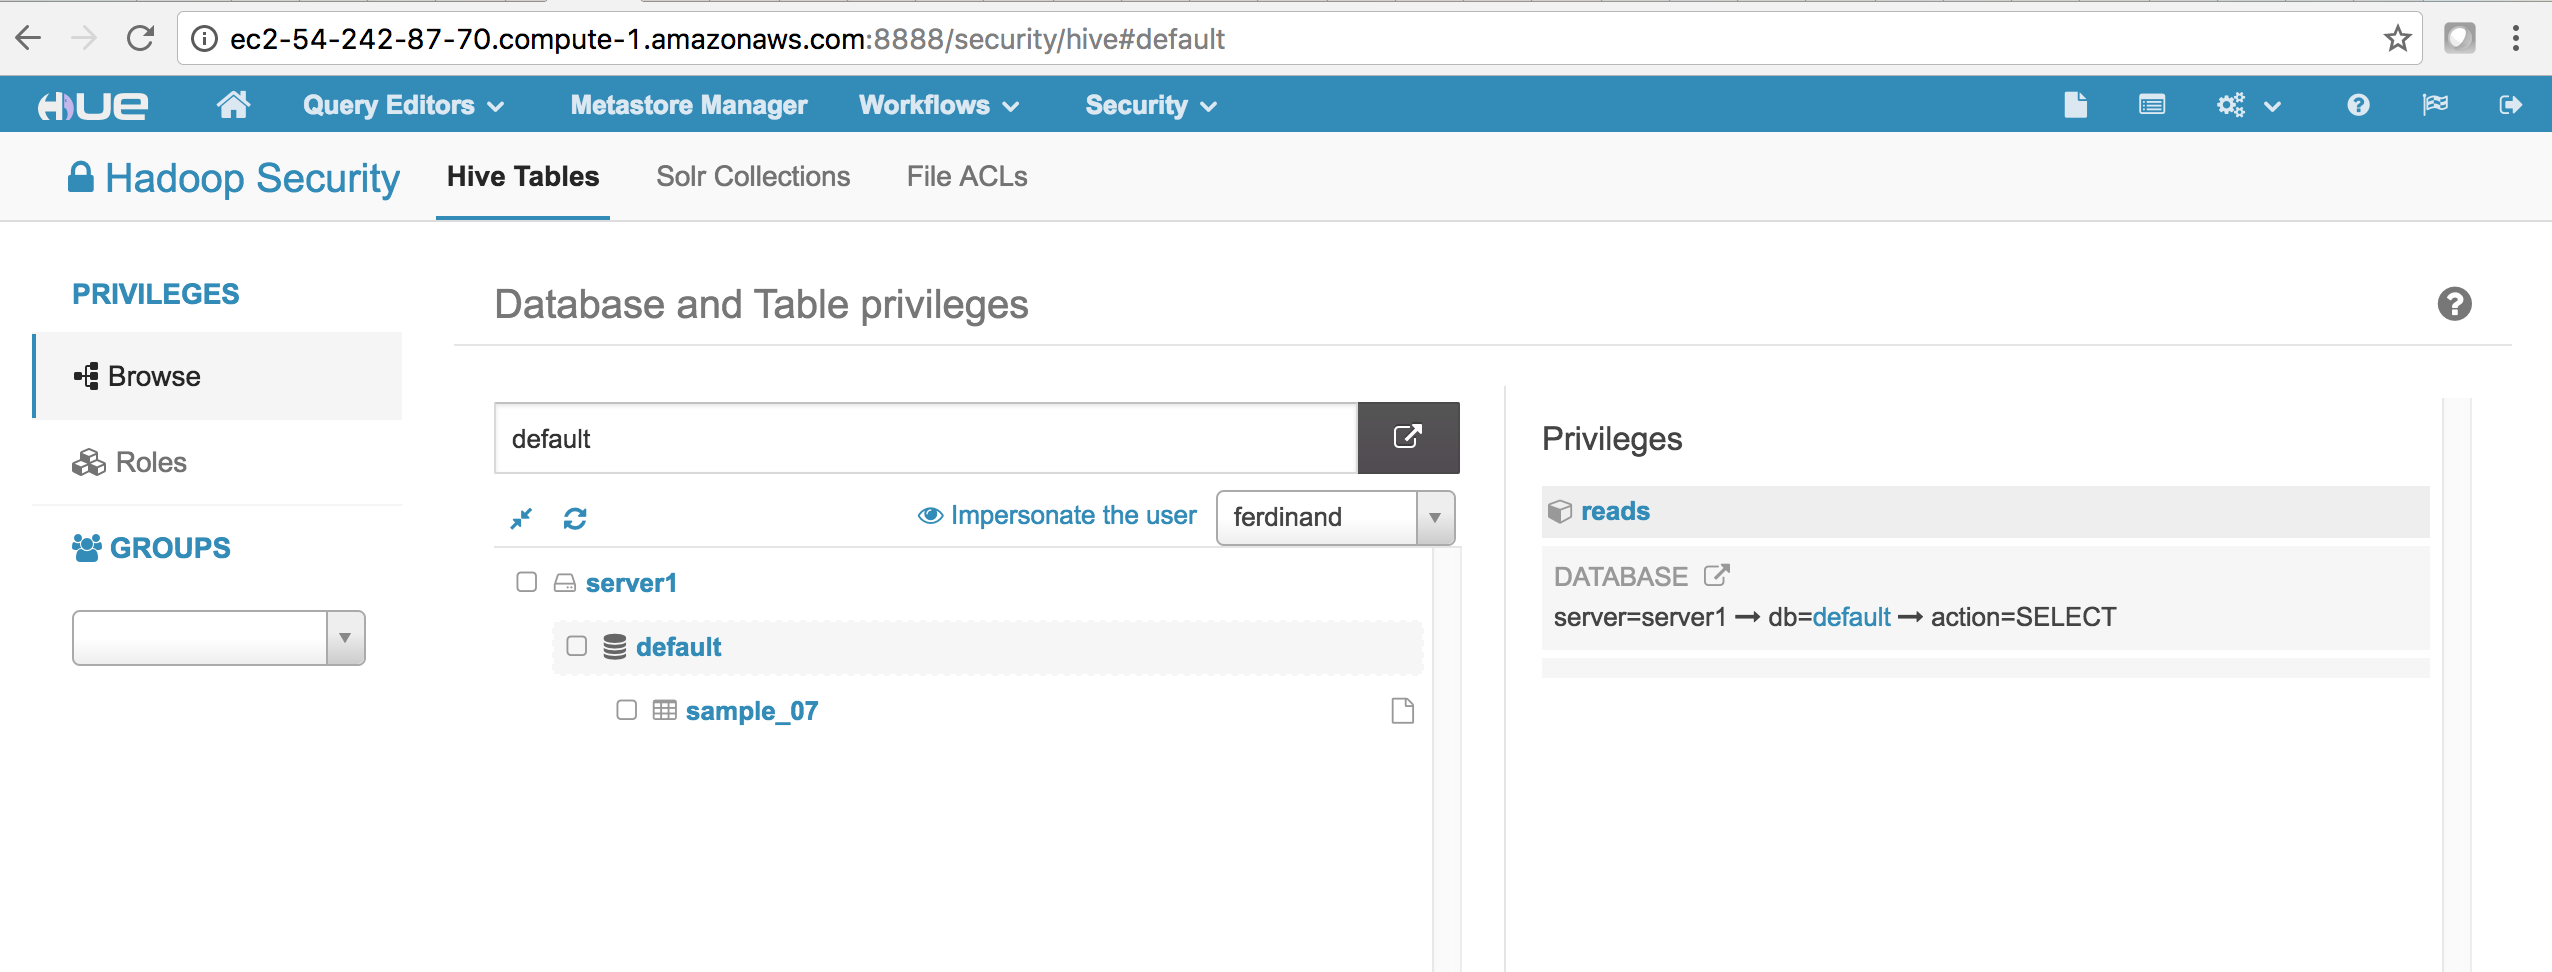 ec2-54-242-87-70.compute-1.amazonaws.com:8888/security/hive#default
HUE Query Editors Metastore Manager Workflows Security
Hadoop Security Hive Tables Solr Collections File ACLs
PRIVILEGES
Browse
Roles
GROUPS
Database and Table privileges
default
Impersonate the user ferdinand
server1
default
sample_07
Privileges
reads
DATABASE
server=server1 → db=default → action=SELECT